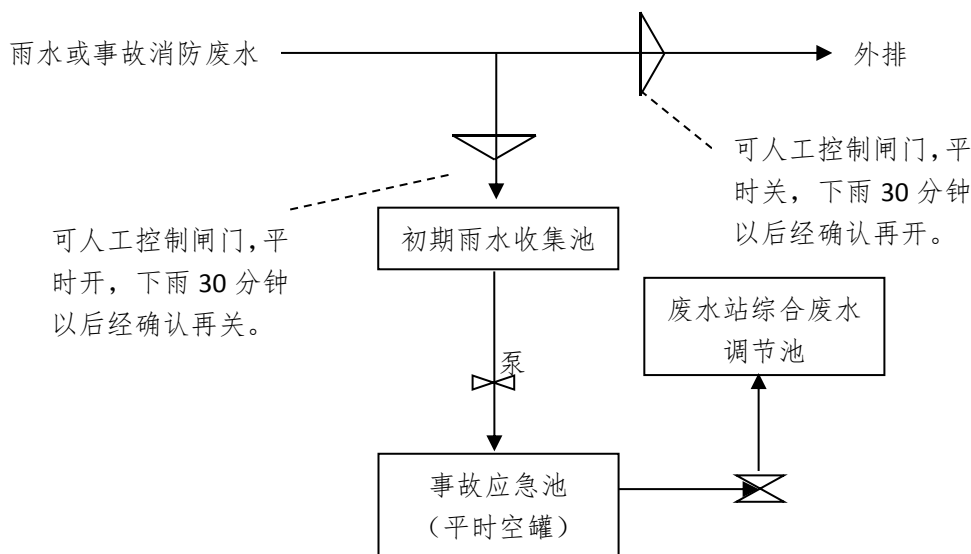 雨水或事故消防废水
外排
可人工控制闸门,平
时关，下雨 30 分钟
以后经确认再开。
可人工控制闸门,平
时开，下雨 30 分钟
以后经确认再关。
初期雨水收集池
废水站综合废水
调节池
泵
事故应急池
（平时空罐）